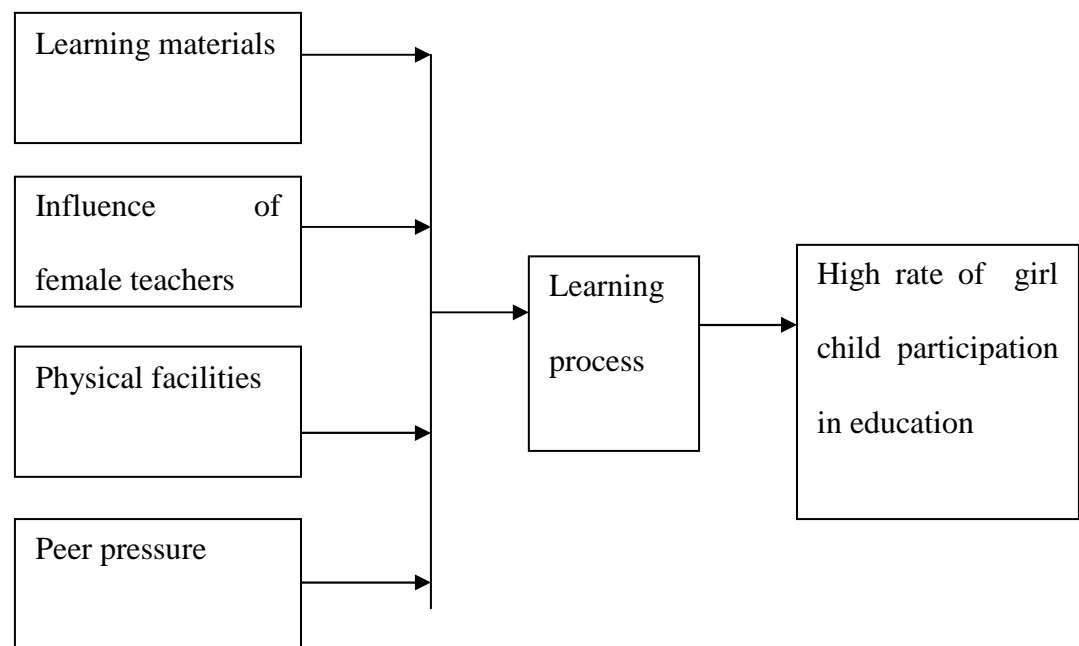 Learning materials
Influence of
female teachers
Physical facilities
Peer pressure
Learning
process
High rate of girl
child participation
in education